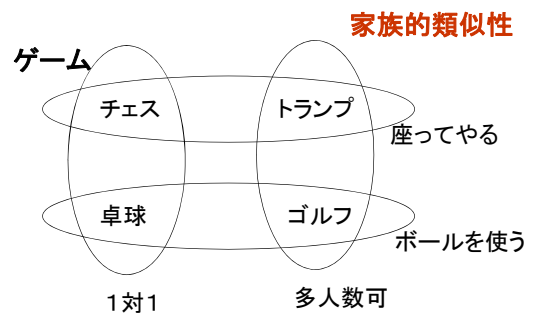 家族的類似性
ゲーム
チェス
トランプ
座ってやる
卓球
ゴルフ
ボールを使う
1対1
多人数可